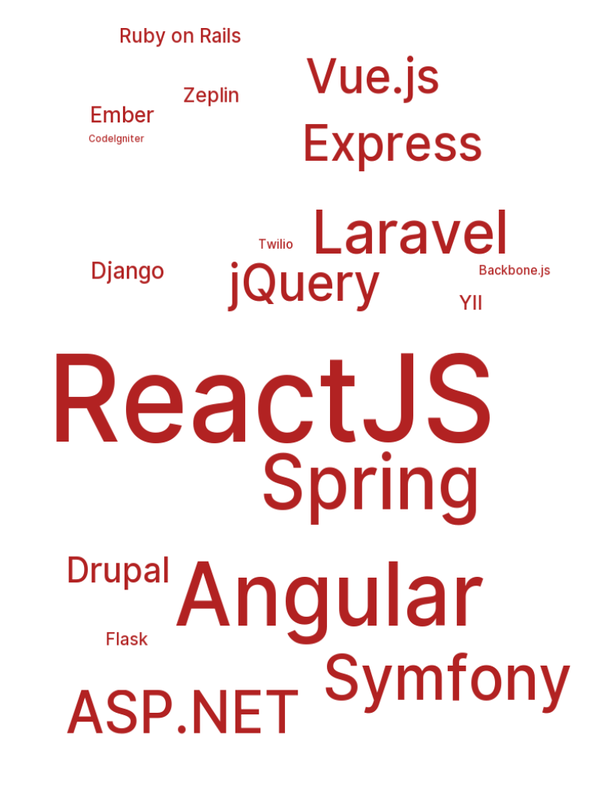 Ruby on Rails
Vue.js
Zeplin
Ember
Express
CodeIgniter
Laravel
Twilio
Django
jQuery
Backbone.js
YII
ReactJS
Spring
Drupal
Angular
Flask
Symfony
ASP.NET